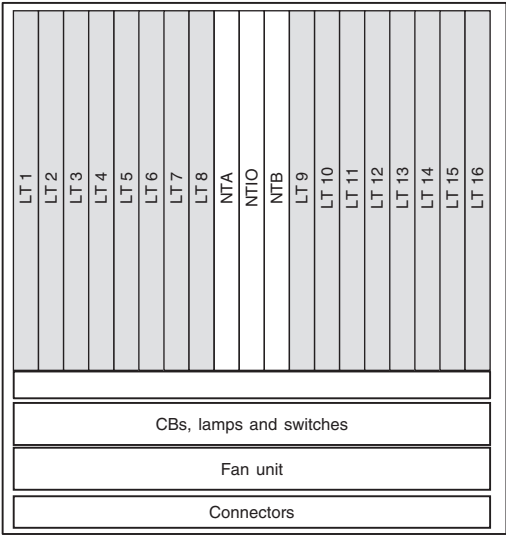 LT 1
LT 2
LT 3
LT 4
LT 5
LT 6
LT 7
LT 8
NTA
NTIO
NTB
LT 9
LT 10
LT 11
LT 12
LT 13
LT 14
LT 15
LT 16
CBs, lamps and switches
Fan unit
Connectors